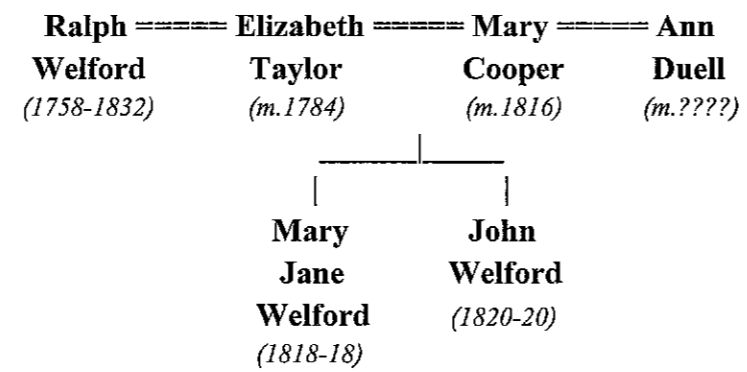 Ralph ===== Elizabeth ===== Mary ===== Ann
Welford Taylor Cooper Duell
(1758-1832) (m.1784) (m.1816) (m.????)
Mary John
Jane Welford
Welford (1820-20)
(1818-18)